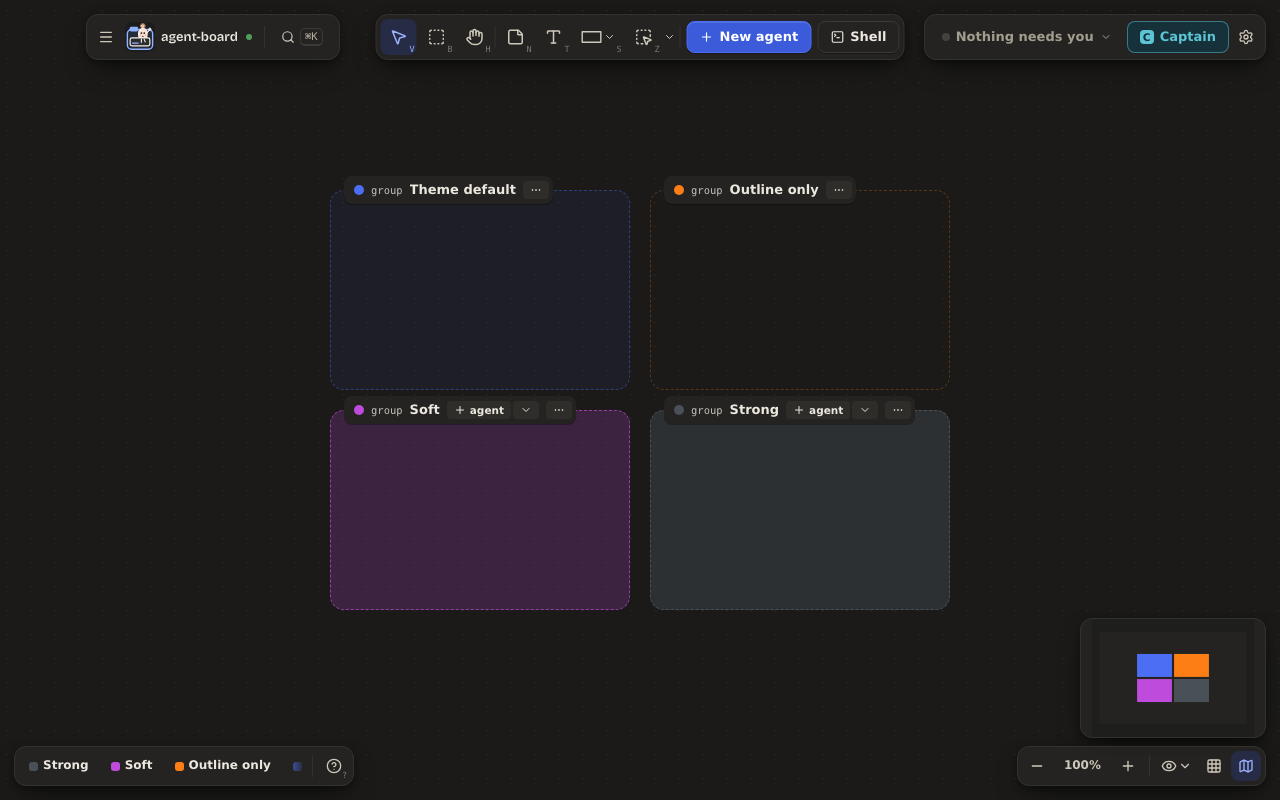 agent-board ⌘K
V B H N T S Z
+ New agent
Shell
Nothing needs you
C Captain
group Theme default ···
group Outline only ···
group Soft + agent ···
group Strong + agent ···
Strong Soft Outline only ?
− 100% +